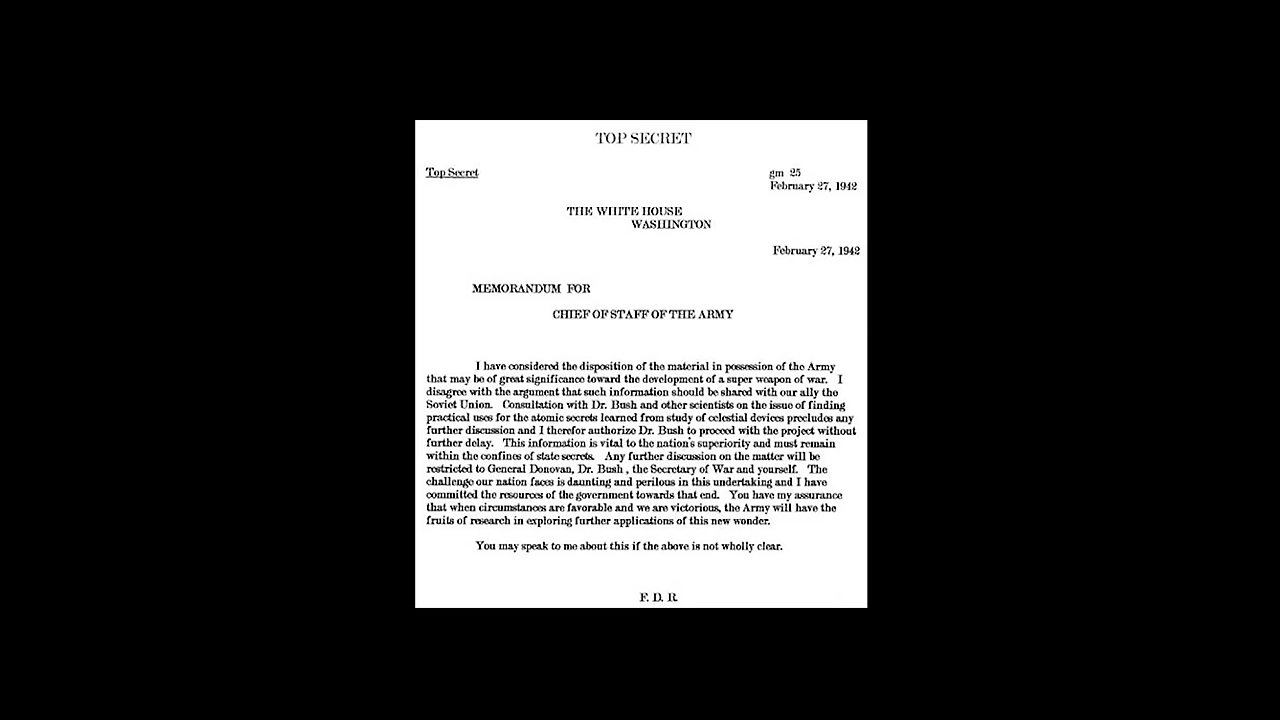 TOP SECRET
Top Secret
gm 25
February 27, 1942
THE WHITE HOUSE
WASHINGTON
February 27, 1942
MEMORANDUM FOR
CHIEF OF STAFF OF THE ARMY
I have considered the disposition of the material in possession of the Army
that may be of great significance toward the development of a super weapon of war. I
disagree with the argument that such information should be shared with our ally the
Soviet Union. Consultation with Dr. Bush and other scientists on the issue of finding
practical uses for the atomic secrets learned from study of celestial devices precludes any
further discussion and I therefor authorize Dr. Bush to proceed with the project without
further delay. This information is vital to the nation's superiority and must remain
within the confines of state secrets. Any further discussion on the matter will be
restricted to General Donovan, Dr. Bush , the Secretary of War and yourself. The
challenge our nation faces is daunting and perilous in this undertaking and I have
committed the resources of the government towards that end. You have my assurance
that when circumstances are favorable and we are victorious, the Army will have the
fruits of research in exploring further applications of this new wonder.
You may speak to me about this if the above is not wholly clear.
F. D. R.